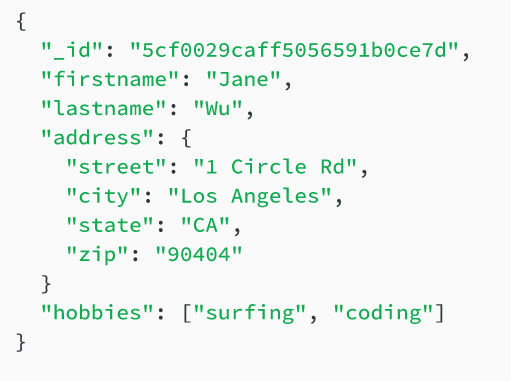 {
  "_id": "5cf0029caff5056591b0ce7d",
  "firstname": "Jane",
  "lastname": "Wu",
  "address": {
    "street": "1 Circle Rd",
    "city": "Los Angeles",
    "state": "CA",
    "zip": "90404"
  }
  "hobbies": ["surfing", "coding"]
}